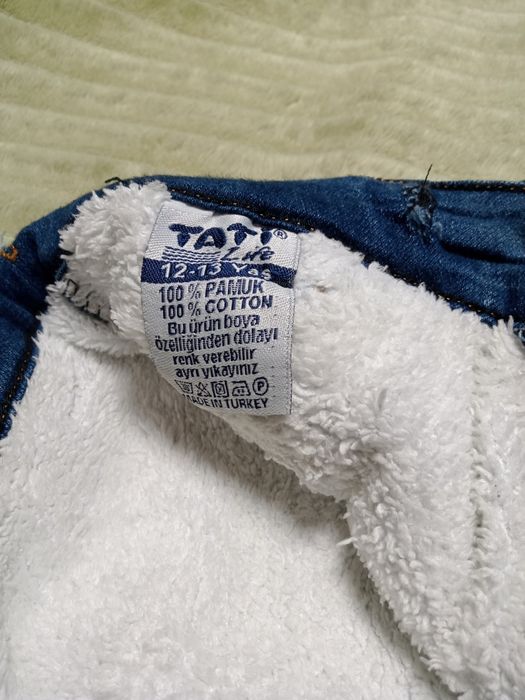 TATI®
Life
12-13 Yaş
100 % PAMUK
100 % COTTON
Bu ürün boya
özelliğinden dolayı
renk verebilir
ayrı yıkayınız
P
MADE IN TURKEY